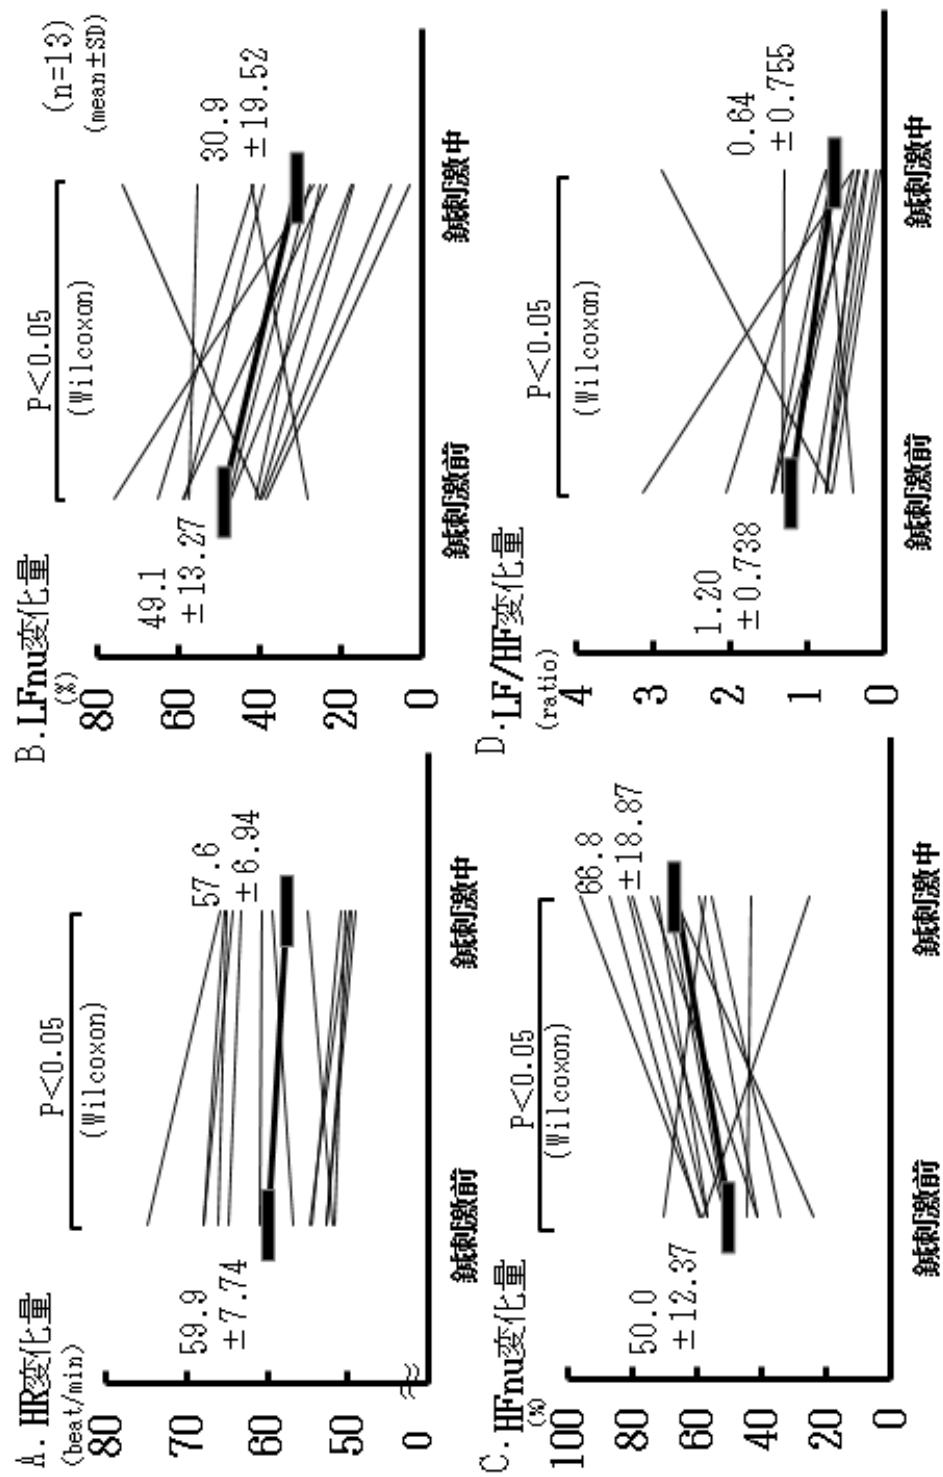 A. HR変化量
(beat/min)
80
70
60
50
0
59.9
±7.74
P<0.05
(Wilcoxon)
57.6
±6.94
鍼刺激前
鍼刺激中
B. LFnu変化量
(%)
80
60
40
20
0
49.1
±13.27
P<0.05
(Wilcoxon)
30.9
±19.52
(n=13)
(mean±SD)
鍼刺激前
鍼刺激中
C. HFnu変化量
(%)
100
80
60
40
20
0
50.0
±12.37
P<0.05
(Wilcoxon)
66.8
±18.87
鍼刺激前
鍼刺激中
D. LF/HF変化量
(ratio)
4
3
2
1
0
1.20
±0.738
P<0.05
(Wilcoxon)
0.64
±0.755
鍼刺激前
鍼刺激中